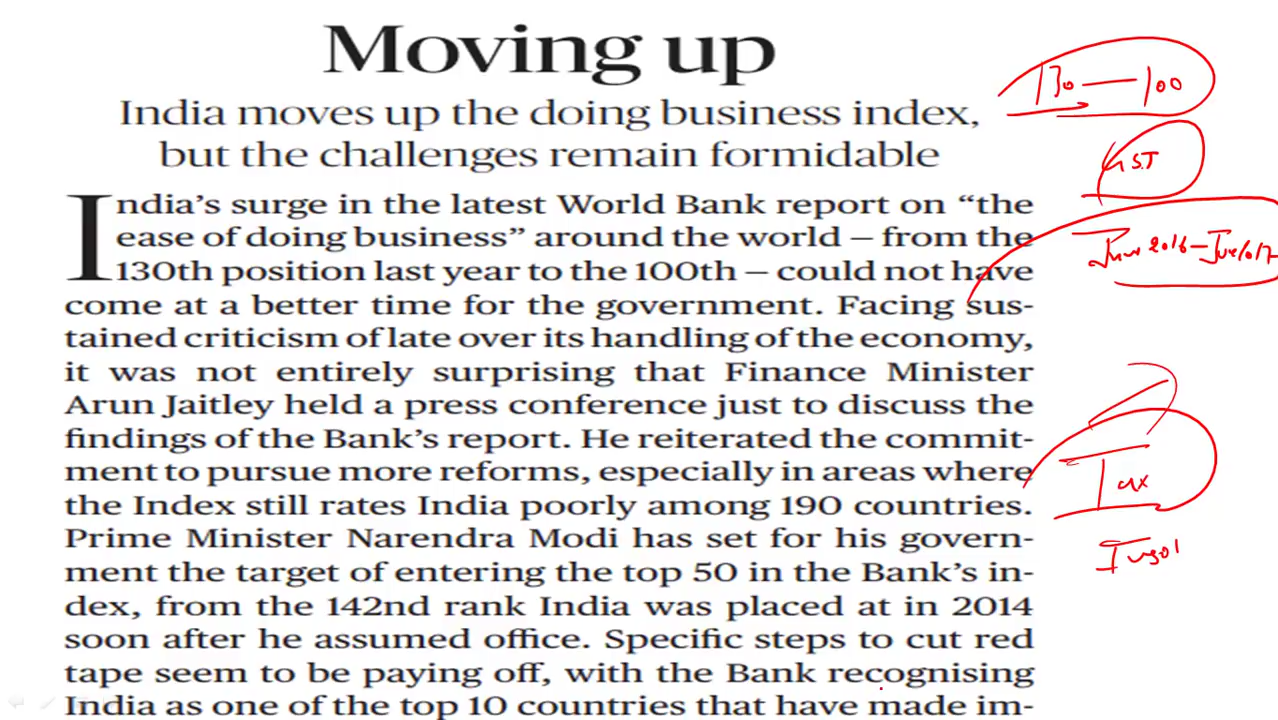 Moving up
India moves up the doing business index,
but the challenges remain formidable
India's surge in the latest World Bank report on “the
ease of doing business” around the world – from the
130th position last year to the 100th – could not have
come at a better time for the government. Facing sus-
tained criticism of late over its handling of the economy,
it was not entirely surprising that Finance Minister
Arun Jaitley held a press conference just to discuss the
findings of the Bank's report. He reiterated the commit-
ment to pursue more reforms, especially in areas where
the Index still rates India poorly among 190 countries.
Prime Minister Narendra Modi has set for his govern-
ment the target of entering the top 50 in the Bank's in-
dex, from the 142nd rank India was placed at in 2014
soon after he assumed office. Specific steps to cut red
tape seem to be paying off, with the Bank recognising
India as one of the top 10 countries that have made im-
130 — 100
GST
June 2016 –
Tax